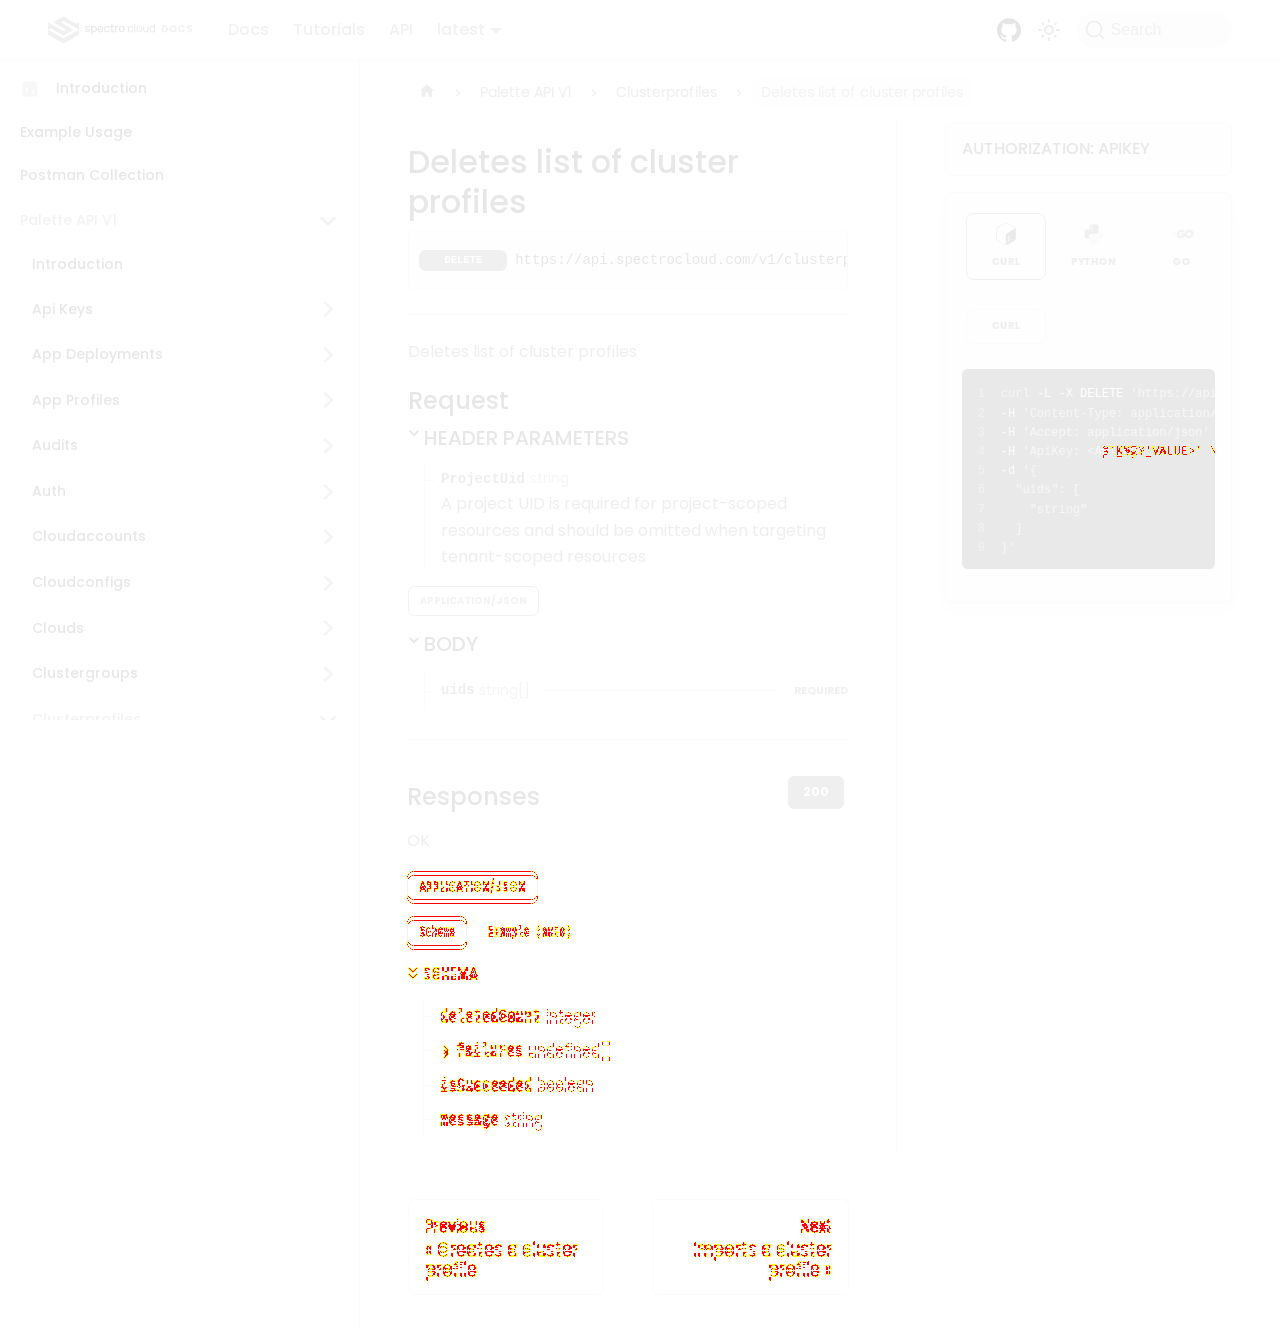 spectro cloud DOCS Docs Tutorials API latest Search
Introduction
Example Usage
Postman Collection
Palette API V1
Introduction
Api Keys
App Deployments
App Profiles
Audits
Auth
Cloudaccounts
Cloudconfigs
Clouds
Clustergroups
Clusterprofiles
Palette API V1 Clusterprofiles Deletes list of cluster profiles
Deletes list of cluster
profiles
DELETE https://api.spectrocloud.com/v1/clusterp
Deletes list of cluster profiles
Request
HEADER PARAMETERS
ProjectUid string
A project UID is required for project-scoped
resources and should be omitted when targeting
tenant-scoped resources
APPLICATION/JSON
BODY
uids string[] REQUIRED
Responses 200
OK
APPLICATION/JSON
Schema Example (auto)
SCHEMA
deletedCount integer
failures undefined[]
isSucceeded boolean
message string
Previous
« Creates a cluster
profile
Next
Imports a cluster
profile »
AUTHORIZATION: APIKEY
CURL PYTHON GO
CURL
1 curl -L -X DELETE 'https://api
2 -H 'Content-Type: application/
3 -H 'Accept: application/json'
4 -H 'ApiKey: <API_KEY_VALUE>' \
5 -d '{
6 "uids": [
7 "string"
8 ]
9 }'